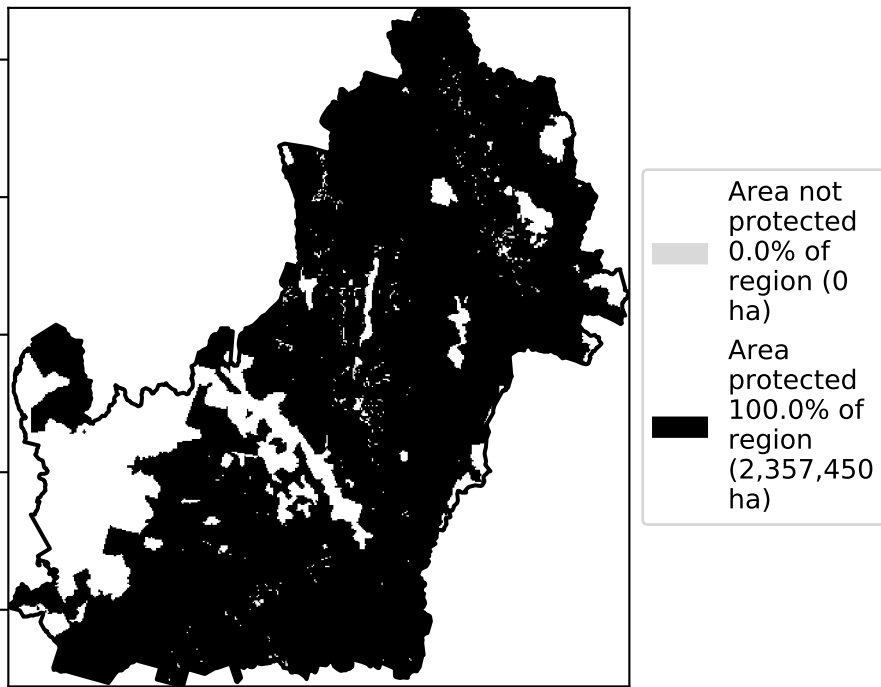 Area not
protected
0.0% of
region (0
ha)
Area
protected
100.0% of
region
(2,357,450
ha)